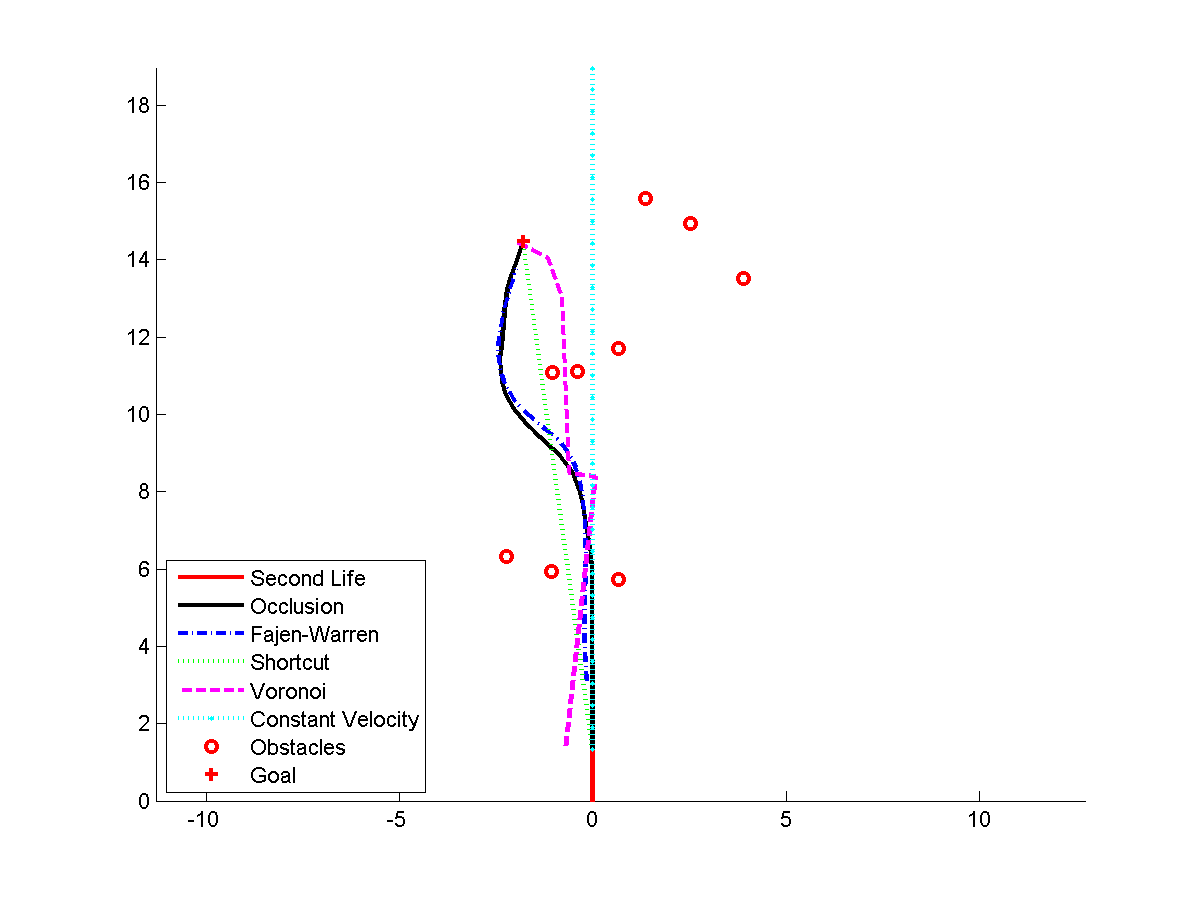 18
16
14
12
10
8
6
4
2
0
Second Life
Occlusion
Fajen-Warren
Shortcut
Voronoi
Constant Velocity
Obstacles
Goal
-10 -5 0 5 10